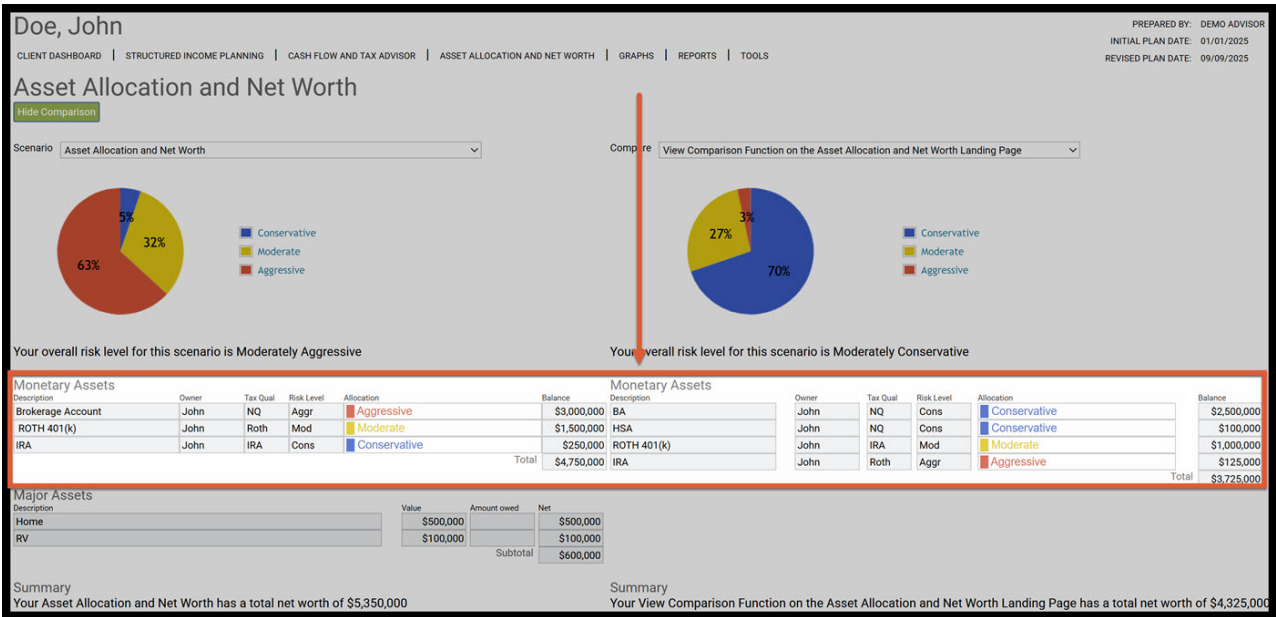 Doe, John
PREPARED BY: DEMO ADVISOR
INITIAL PLAN DATE: 01/01/2025
REVISED PLAN DATE: 09/09/2025
CLIENT DASHBOARD | STRUCTURED INCOME PLANNING | CASH FLOW AND TAX ADVISOR | ASSET ALLOCATION AND NET WORTH | GRAPHS | REPORTS | TOOLS
Asset Allocation and Net Worth
Hide Comparison
Scenario Asset Allocation and Net Worth
5%
32%
63%
Conservative
Moderate
Aggressive
Your overall risk level for this scenario is Moderately Aggressive
Compare View Comparison Function on the Asset Allocation and Net Worth Landing Page
3%
27%
70%
Conservative
Moderate
Aggressive
Your overall risk level for this scenario is Moderately Conservative
Monetary Assets
Description Owner Tax Qual Risk Level Allocation Balance
Brokerage Account John NQ Aggr Aggressive $3,000,000
ROTH 401(k) John Roth Mod Moderate $1,500,000
IRA John IRA Cons Conservative $250,000
Total $4,750,000
Monetary Assets
Description Owner Tax Qual Risk Level Allocation Balance
BA John NQ Cons Conservative $2,500,000
HSA John NQ Cons Conservative $100,000
ROTH 401(k) John IRA Mod Moderate $1,000,000
IRA John Roth Aggr Aggressive $125,000
Total $3,725,000
Major Assets
Description Value Amount owed Net
Home $500,000 $500,000
RV $100,000 $100,000
Subtotal $600,000
Summary
Your Asset Allocation and Net Worth has a total net worth of $5,350,000
Summary
Your View Comparison Function on the Asset Allocation and Net Worth Landing Page has a total net worth of $4,325,000